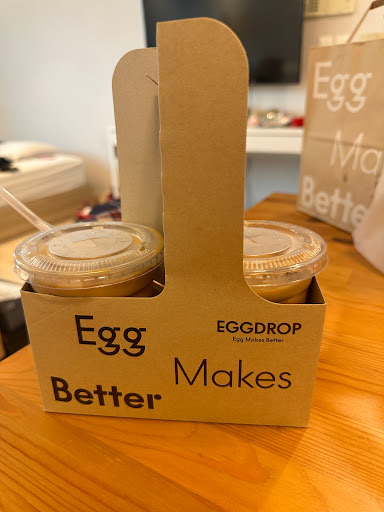 Egg
EGGDROP
Egg Makes Better
Makes
Better
Egg
Ma
Bette